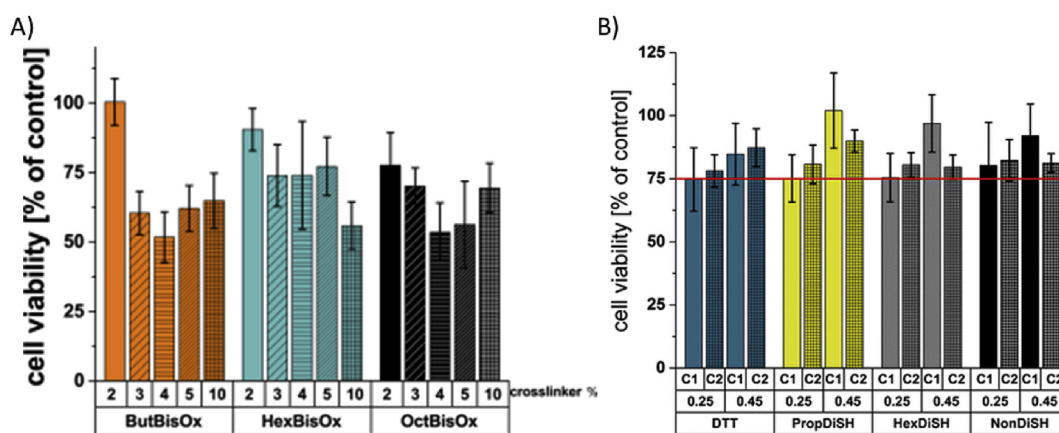 A)
cell viability [% of control]
100
75
50
25
0
2 3 4 5 10 2 3 4 5 10 2 3 4 5 10 crosslinker %
ButBisOx HexBisOx OctBisOx
B)
cell viability [% of control]
125
100
75
50
25
0
C1 C2 C1 C2 C1 C2 C1 C2 C1 C2 C1 C2 C1 C2 C1 C2
0.25 0.45 0.25 0.45 0.25 0.45 0.25 0.45
DTT PropDiSH HexDiSH NonDiSH